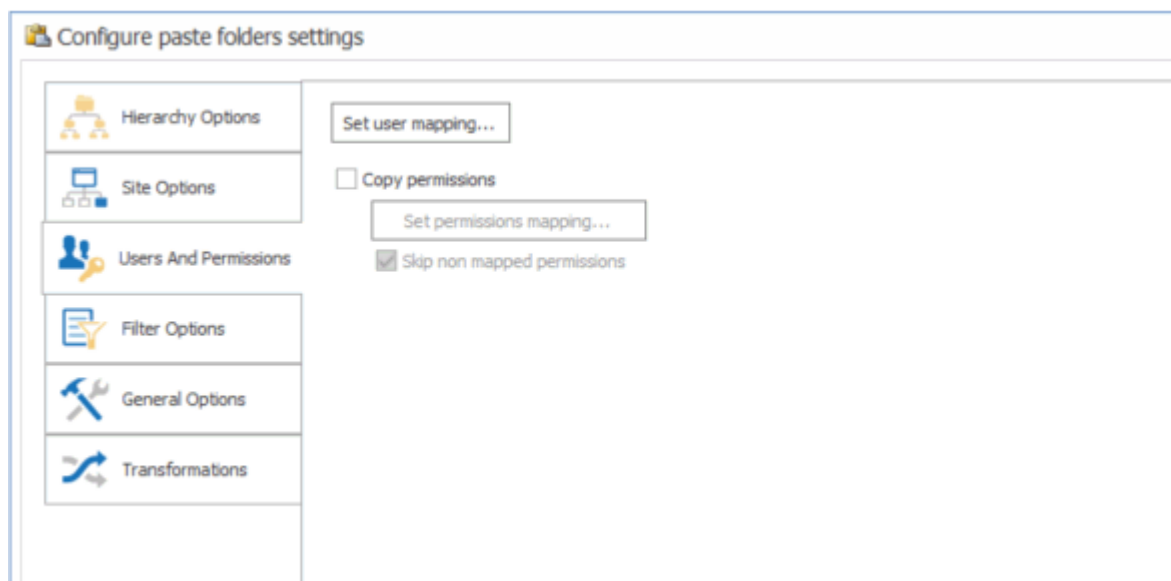 Configure paste folders settings
Hierarchy Options
Site Options
Users And Permissions
Filter Options
General Options
Transformations
Set user mapping...
Copy permissions
Set permissions mapping...
Skip non mapped permissions